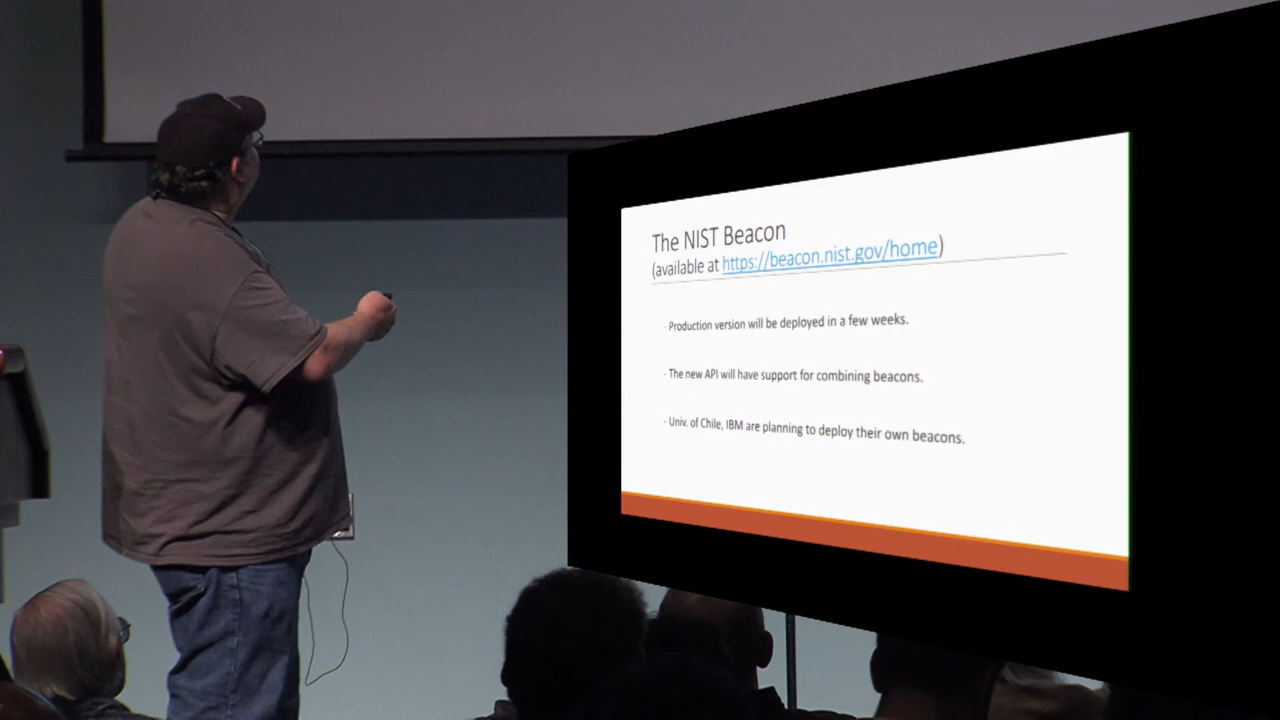 The NIST Beacon
(available at https://beacon.nist.gov/home)
- Production version will be deployed in a few weeks.
- The new API will have support for combining beacons.
- Univ. of Chile, IBM are planning to deploy their own beacons.